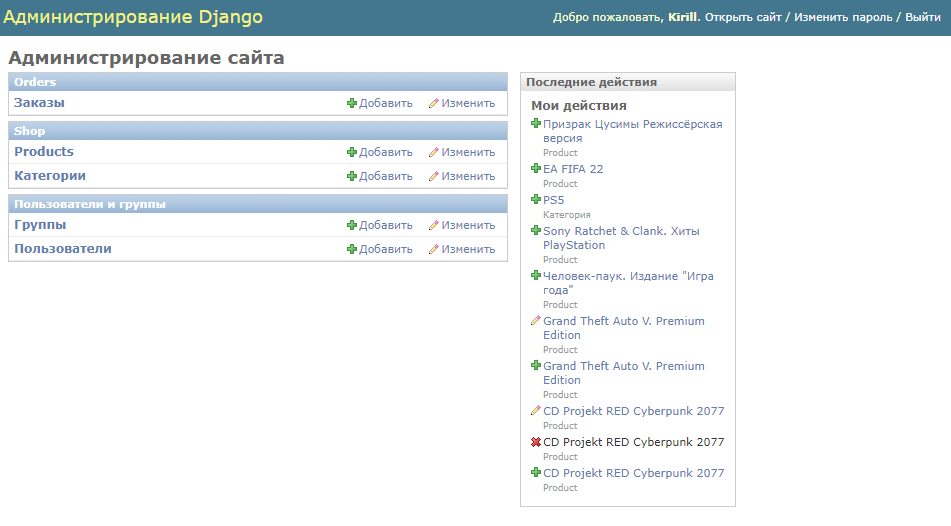 Администрирование Django
Добро пожаловать, Kirill. Открыть сайт / Изменить пароль / Выйти
Администрирование сайта
Orders
Заказы Добавить Изменить
Shop
Products Добавить Изменить
Категории Добавить Изменить
Пользователи и группы
Группы Добавить Изменить
Пользователи Добавить Изменить
Последние действия
Мои действия
Призрак Цусимы Режиссёрская
версия
Product
EA FIFA 22
Product
PS5
Категория
Sony Ratchet & Clank. Хиты
PlayStation
Product
Человек-паук. Издание "Игра
года"
Product
Grand Theft Auto V. Premium
Edition
Product
Grand Theft Auto V. Premium
Edition
Product
CD Projekt RED Cyberpunk 2077
Product
CD Projekt RED Cyberpunk 2077
Product
CD Projekt RED Cyberpunk 2077
Product